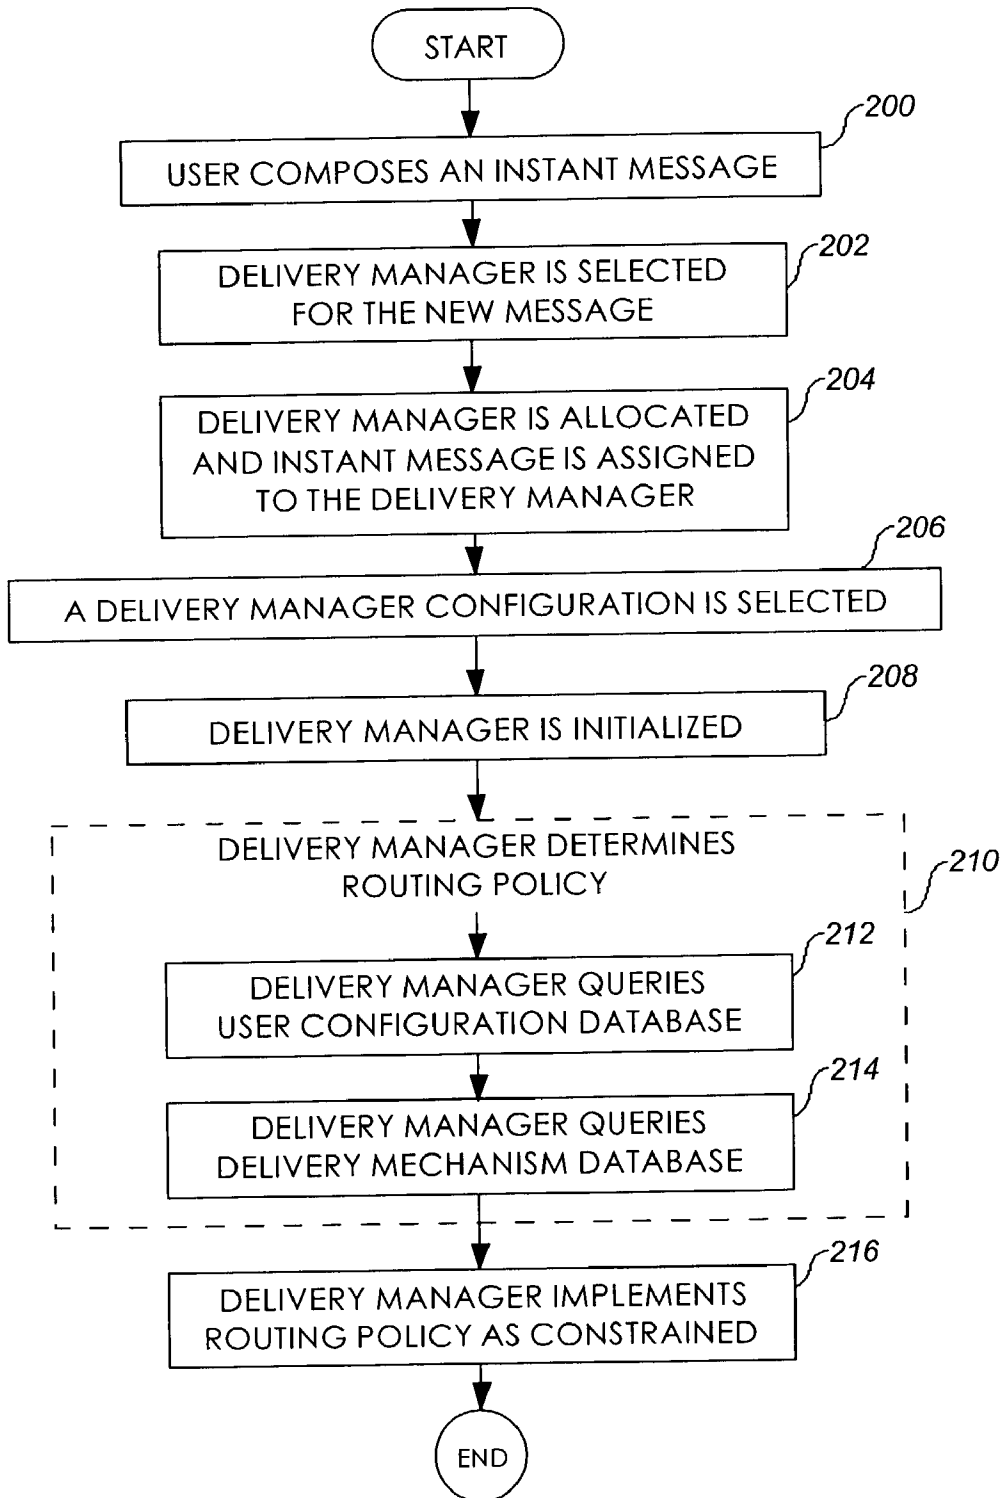 START
200
USER COMPOSES AN INSTANT MESSAGE
202
DELIVERY MANAGER IS SELECTED
FOR THE NEW MESSAGE
204
DELIVERY MANAGER IS ALLOCATED
AND INSTANT MESSAGE IS ASSIGNED
TO THE DELIVERY MANAGER
206
A DELIVERY MANAGER CONFIGURATION IS SELECTED
208
DELIVERY MANAGER IS INITIALIZED
DELIVERY MANAGER DETERMINES
ROUTING POLICY
210
212
DELIVERY MANAGER QUERIES
USER CONFIGURATION DATABASE
214
DELIVERY MANAGER QUERIES
DELIVERY MECHANISM DATABASE
216
DELIVERY MANAGER IMPLEMENTS
ROUTING POLICY AS CONSTRAINED
END